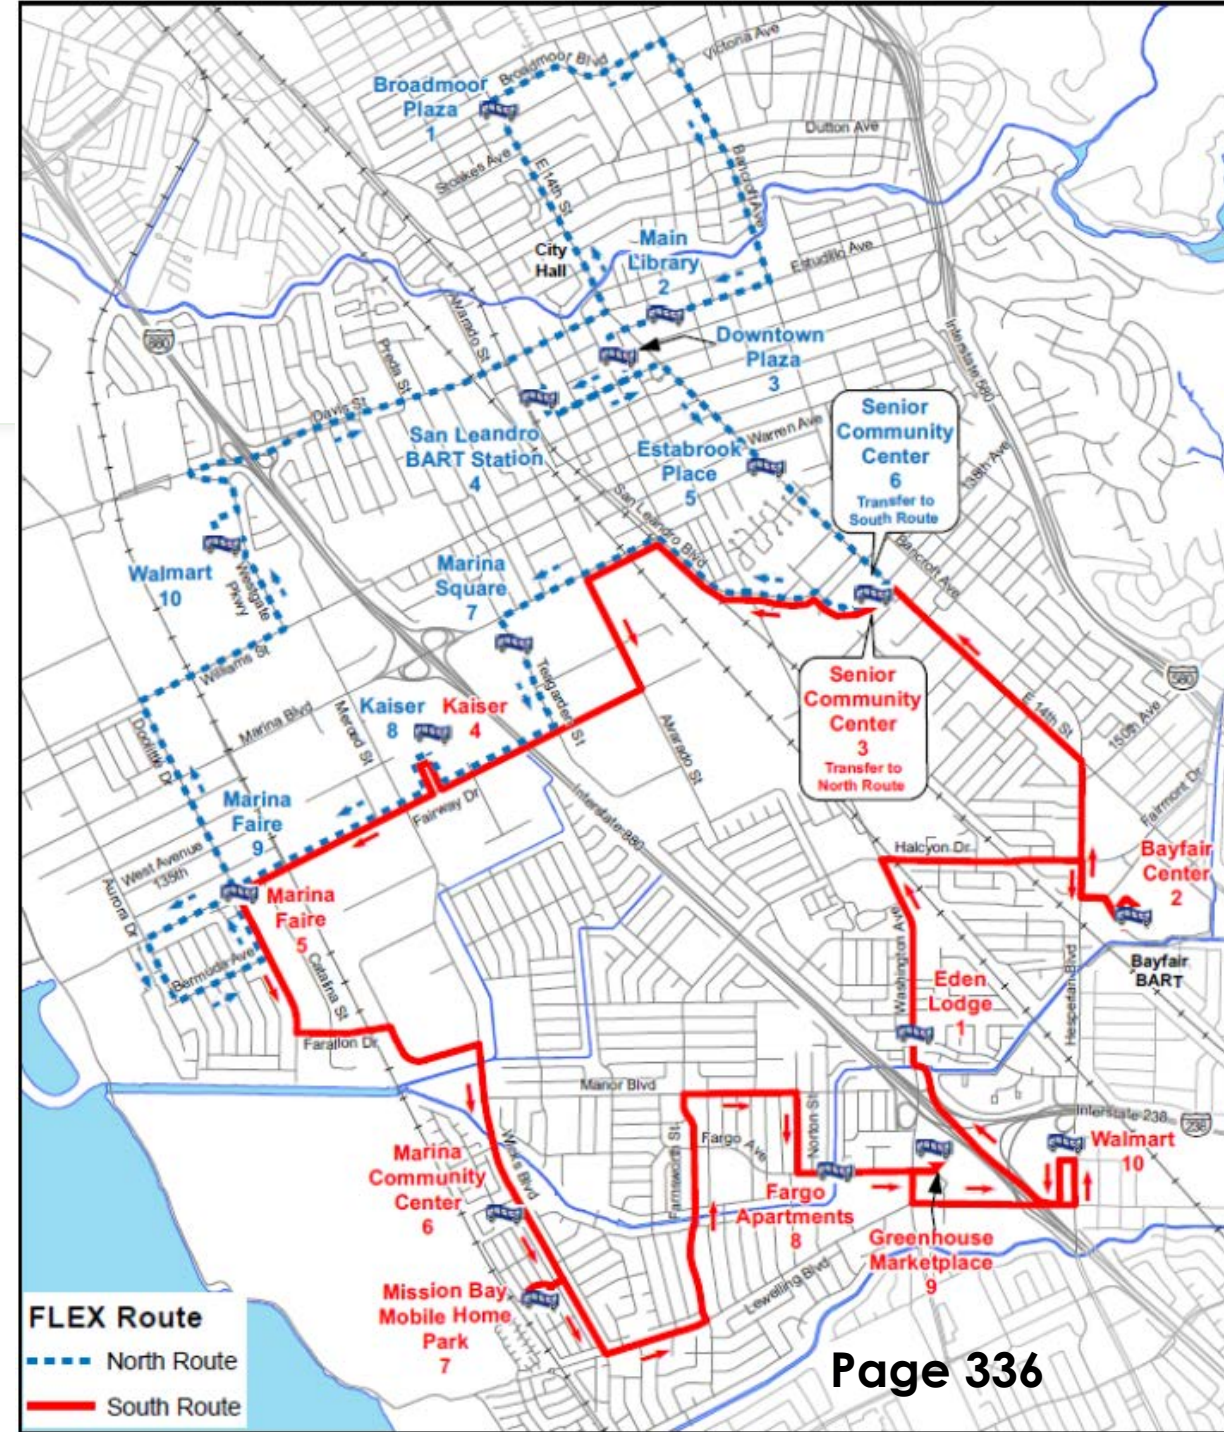 Victoria Ave
Broadmoor Blvd
Broadmoor
Plaza
1
Dutton Ave
Stoakes Ave
E 14th St
Bancroft Ave
City
Hall
Main
Library
2
Estudillo Ave
880
Alvarado St
Preda St
Downtown
Plaza
3
Interstate 580
Davis St
San Leandro
BART Station
4
Estabrook
Place
5
Warren Ave
Senior
Community
Center
6
Transfer to
South Route
138th Ave
San Leandro Blvd
Bancroft Ave
Walmart
10
Westgate
Pkwy
Marina
Square
7
Williams St
Teagarden St
Senior
Community
Center
3
Transfer to
North Route
E 14th St
580
150th Ave
Fairmont Dr
Doolittle Dr
Marina Blvd
Merced St
Kaiser
8
Kaiser
4
Alvarado St
Fairway Dr
Interstate 880
Marina
Faire
9
West Avenue
135th
Aurora Dr
Marina
Faire
5
Halcyon Dr
Bayfair
Center
2
Bermuda Ave
Catalina St
Farallon Dr
Washington Ave
Eden
Lodge
1
Hesperian Blvd
Bayfair
BART
Manor Blvd
Interstate 238
238
Farnsworth St
Fargo Ave
Norton St
Walmart
10
Marina
Community
Center
6
Wicks Blvd
Fargo
Apartments
8
Greenhouse
Marketplace
9
Mission Bay
Mobile Home
Park
7
Lewelling Blvd
FLEX Route
North Route
South Route
Page 336